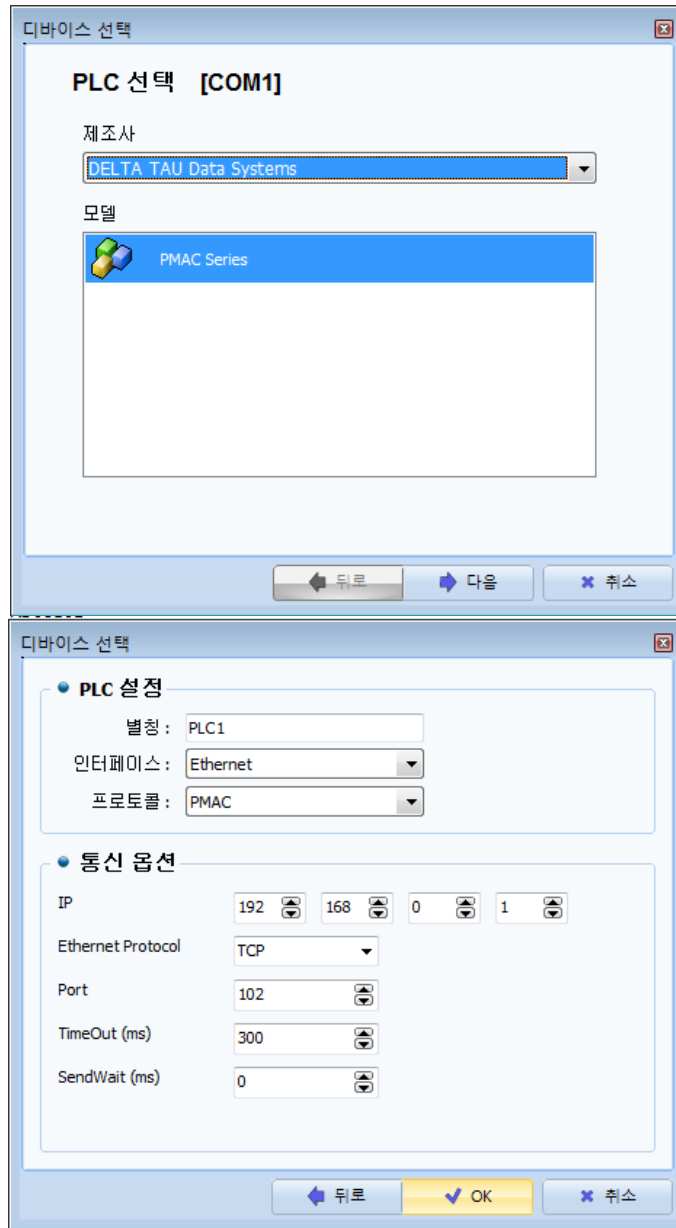 디바이스 선택
PLC 선택 [COM1]
제조사
DELTA TAU Data Systems
모델
PMAC Series
뒤로 다음 취소
디바이스 선택
PLC 설정
별칭 : PLC1
인터페이스 : Ethernet
프로토콜 : PMAC
통신 옵션
IP 192 168 0 1
Ethernet Protocol TCP
Port 102
TimeOut (ms) 300
SendWait (ms) 0
뒤로 OK 취소